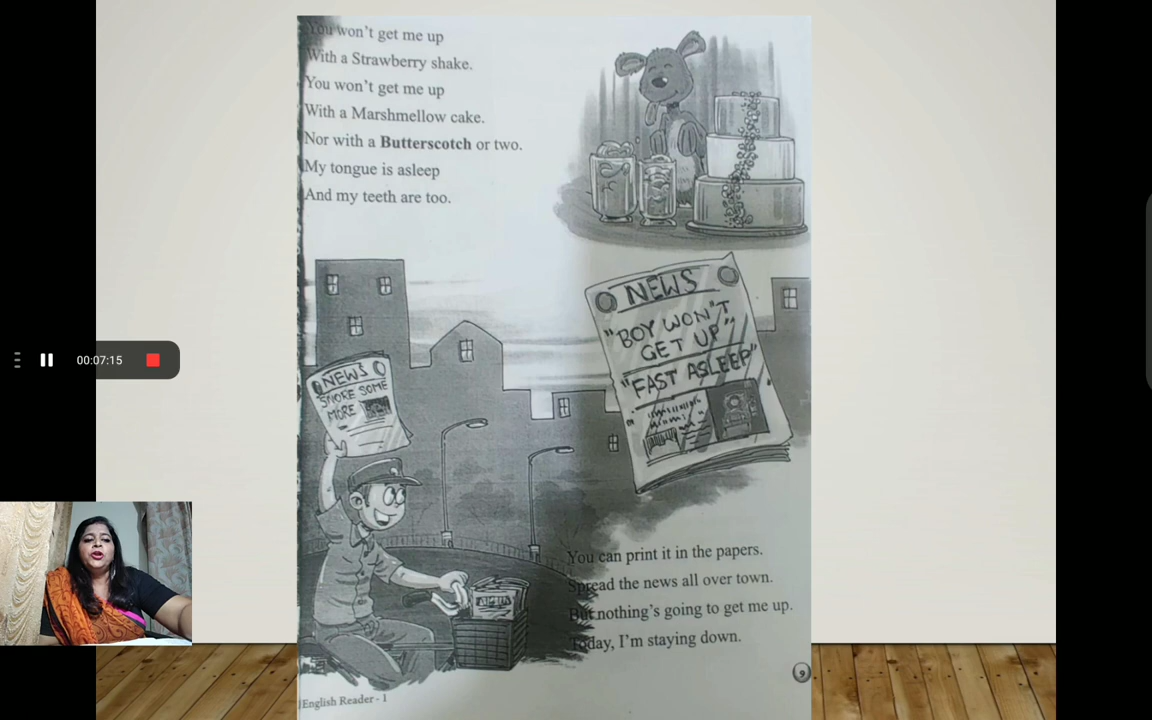 You won't get me up
With a Strawberry shake.
You won't get me up
With a Marshmellow cake.
Nor with a Butterscotch or two.
My tongue is asleep
And my teeth are too.
NEWS
"BOY WON'T
GET UP"
"FAST ASLEEP"
NEWS
SNORE SOME
MORE
00:07:15
You can print it in the papers.
Spread the news all over town.
But nothing's going to get me up.
Today, I'm staying down.
9
English Reader - 1